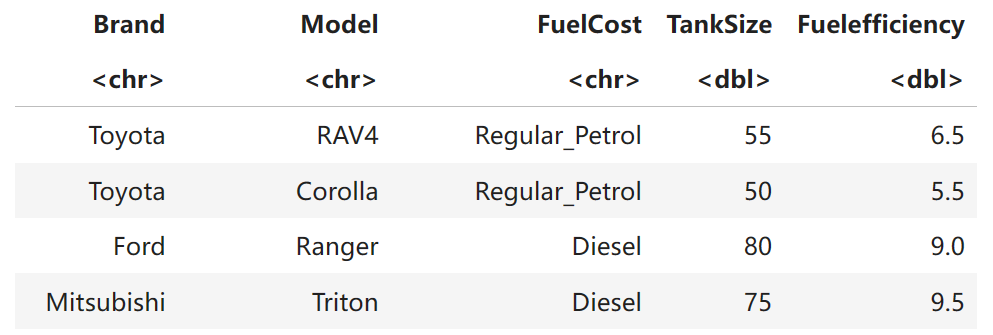 Brand Model FuelCost TankSize Fuelefficiency
<chr> <chr> <chr> <dbl> <dbl>
Toyota RAV4 Regular_Petrol 55 6.5
Toyota Corolla Regular_Petrol 50 5.5
Ford Ranger Diesel 80 9.0
Mitsubishi Triton Diesel 75 9.5